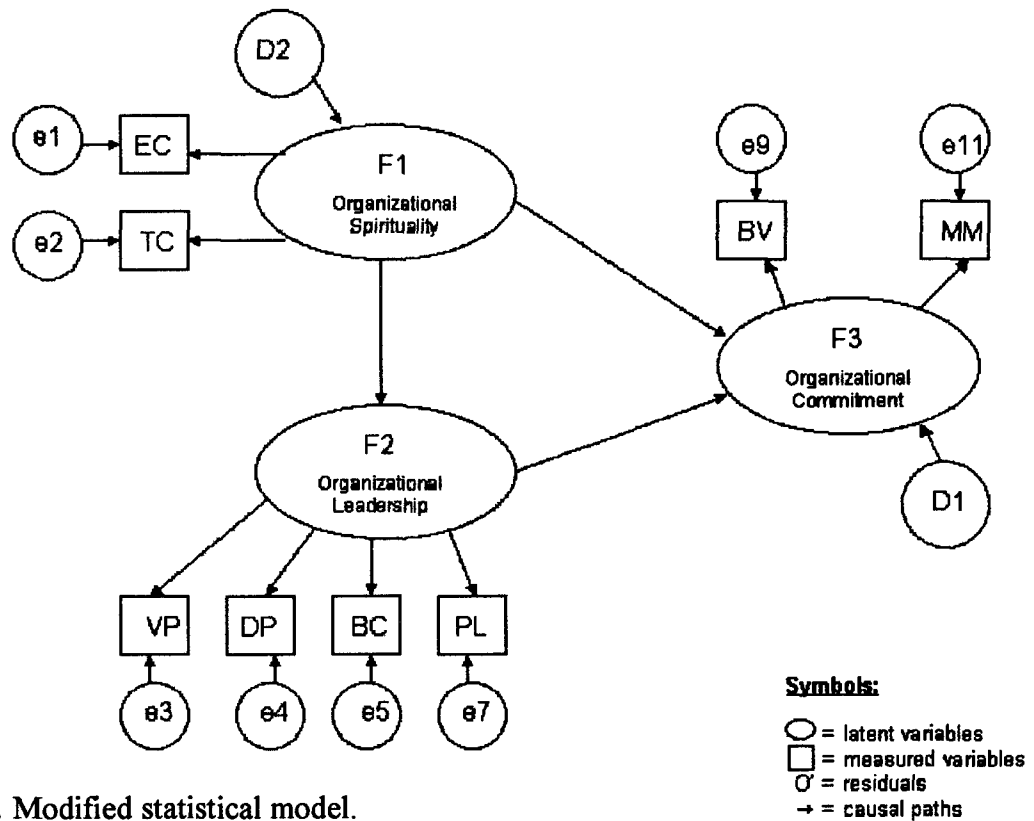 D2
e1
EC
F1
Organizational
Spirituality
e2
TC
e9
e11
BV
MM
F3
Organizational
Commitment
F2
Organizational
Leadership
D1
VP
DP
BC
PL
e3
e4
e5
e7
Symbols:
= latent variables
= measured variables
= residuals
→ = causal paths
. Modified statistical model.